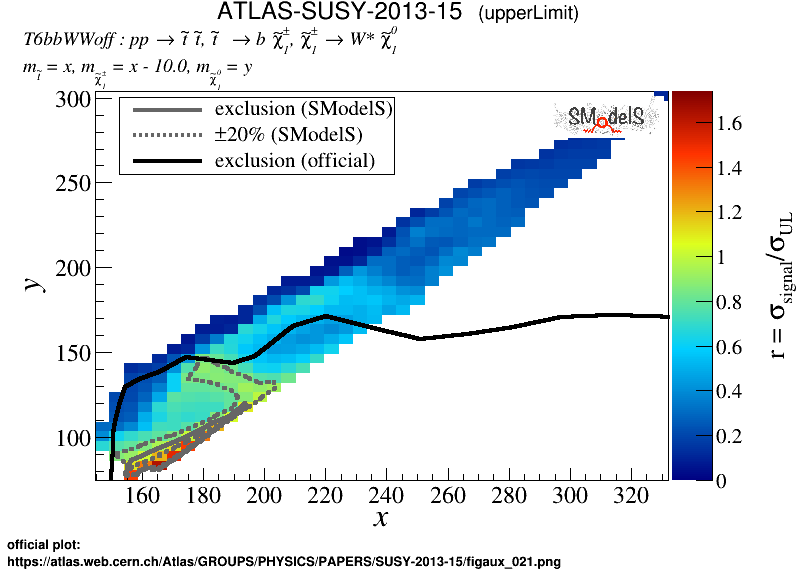 ATLAS-SUSY-2013-15 (upperLimit)
T6bbWWoff : pp → t̃ t̃, t̃ → b χ̃₁±, χ̃₁± → W* χ̃₁⁰
m_t̃ = x, m_χ̃₁± = x - 10.0, m_χ̃₁⁰ = y
exclusion (SModelS)
±20% (SModelS)
exclusion (official)
SModelS
300
250
200
150
100
y
160 180 200 220 240 260 280 300 320
x
1.6
1.4
1.2
1
0.8
0.6
0.4
0.2
0
r = σ_signal/σ_UL
official plot:
https://atlas.web.cern.ch/Atlas/GROUPS/PHYSICS/PAPERS/SUSY-2013-15/figaux_021.png